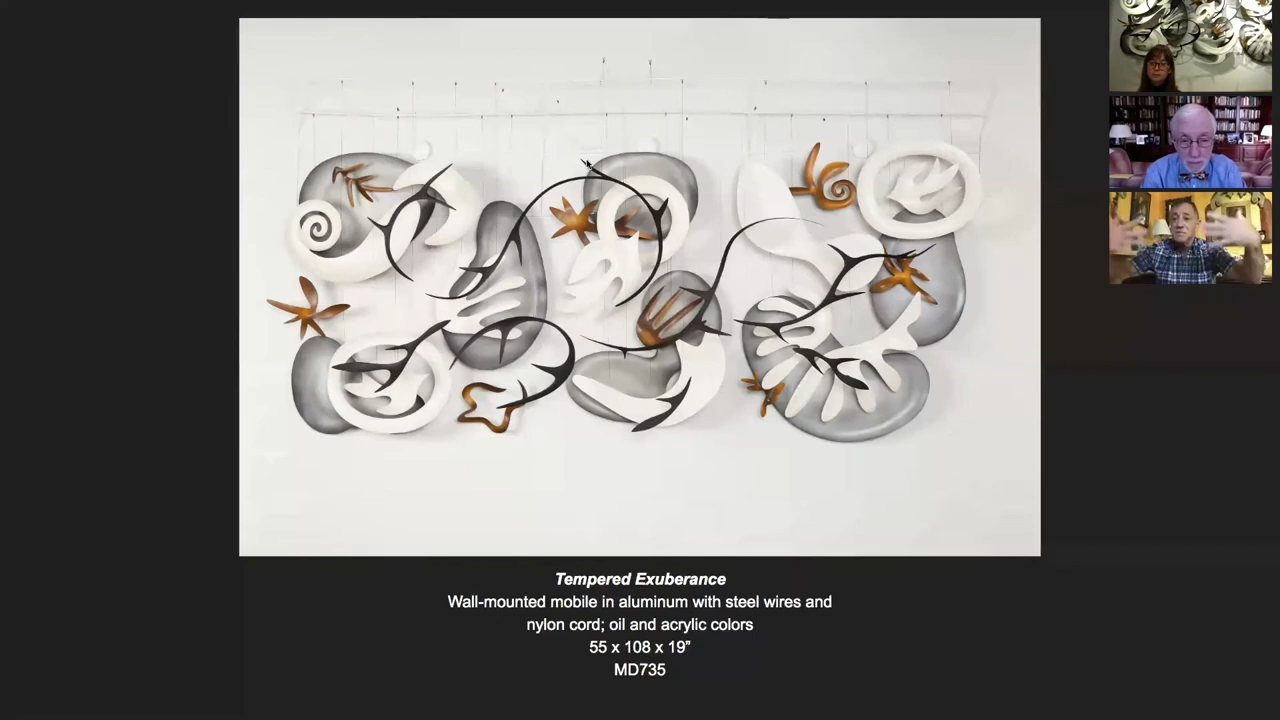 Tempered Exuberance
Wall-mounted mobile in aluminum with steel wires and
nylon cord; oil and acrylic colors
55 x 108 x 19”
MD735